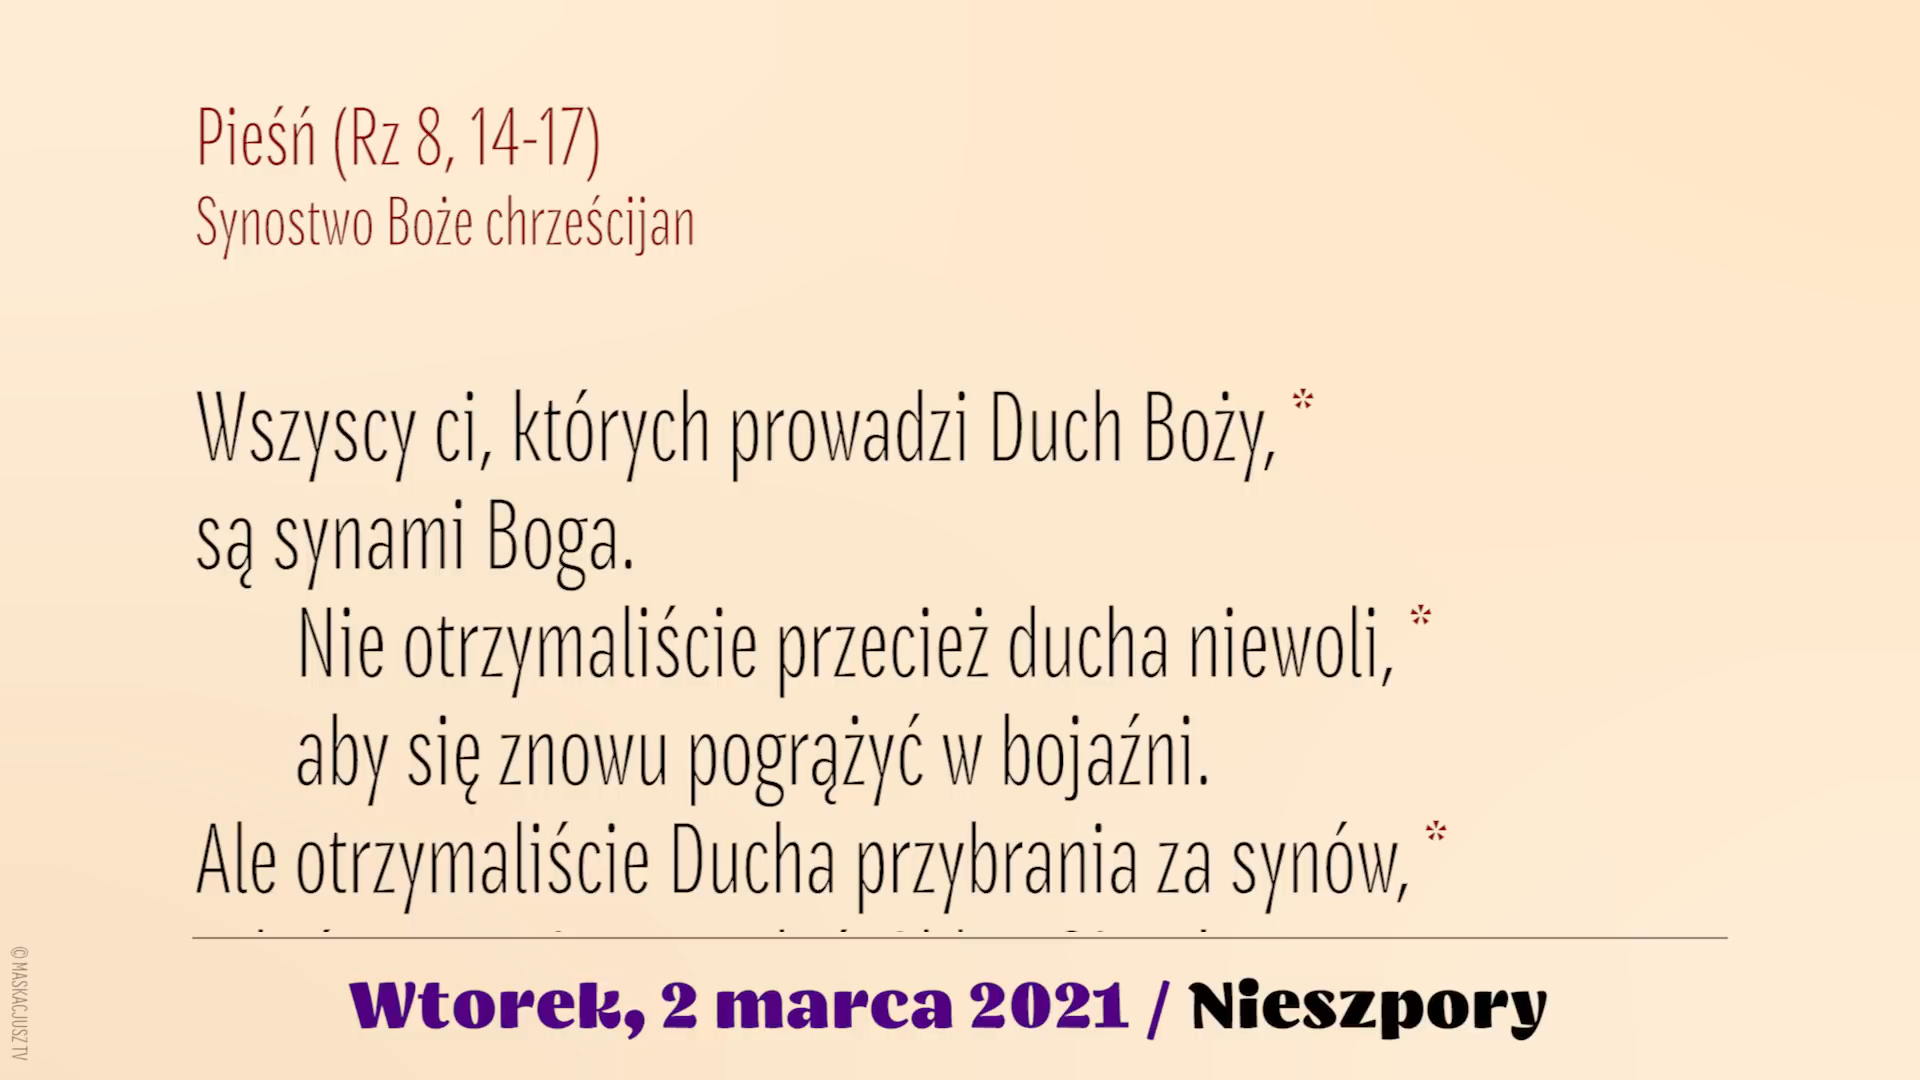 Pieśń (Rz 8, 14-17)
Synostwo Boże chrześcijan
Wszyscy ci, których prowadzi Duch Boży, *
są synami Boga.
Nie otrzymaliście przecież ducha niewoli, *
aby się znowu pogrążyć w bojaźni.
Ale otrzymaliście Ducha przybrania za synów, *
Wtorek, 2 marca 2021 / Nieszpory
© MASKACJUSZ TV